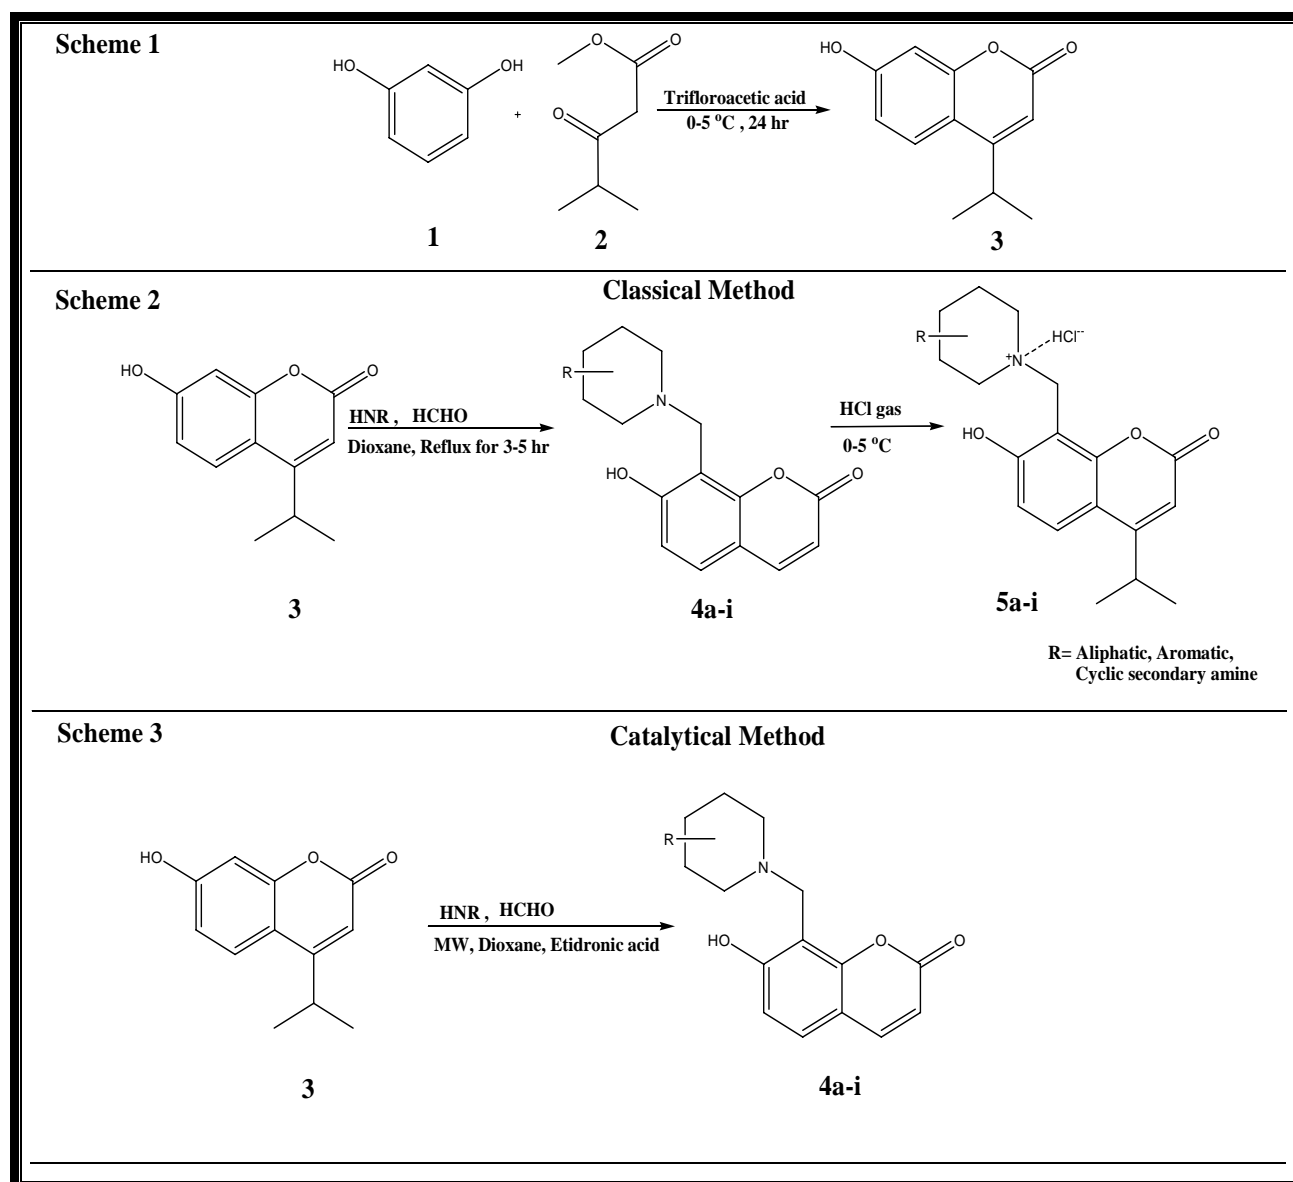 Scheme 1
HO
OH
+
O
O
O
Trifloroacetic acid
0-5 °C , 24 hr
HO
O
O
1
2
3
Scheme 2
Classical Method
HO
O
O
HNR , HCHO
Dioxane, Reflux for 3-5 hr
R
N
HO
O
O
HCl gas
0-5 °C
R
+N
HCl--
HO
O
O
3
4a-i
5a-i
R= Aliphatic, Aromatic,
Cyclic secondary amine
Scheme 3
Catalytical Method
HO
O
O
HNR , HCHO
MW, Dioxane, Etidronic acid
R
N
HO
O
O
3
4a-i